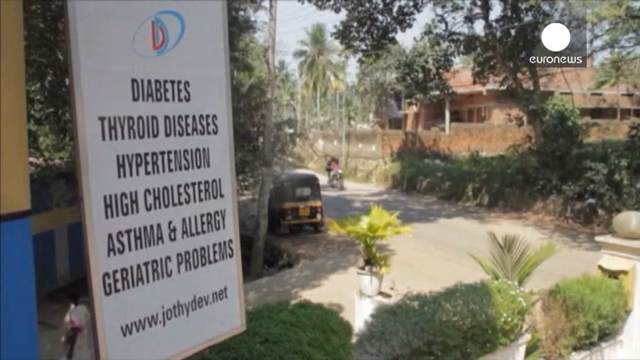 euronews
D
DIABETES
THYROID DISEASES
HYPERTENSION
HIGH CHOLESTEROL
ASTHMA & ALLERGY
GERIATRIC PROBLEMS
www.jothydev.net